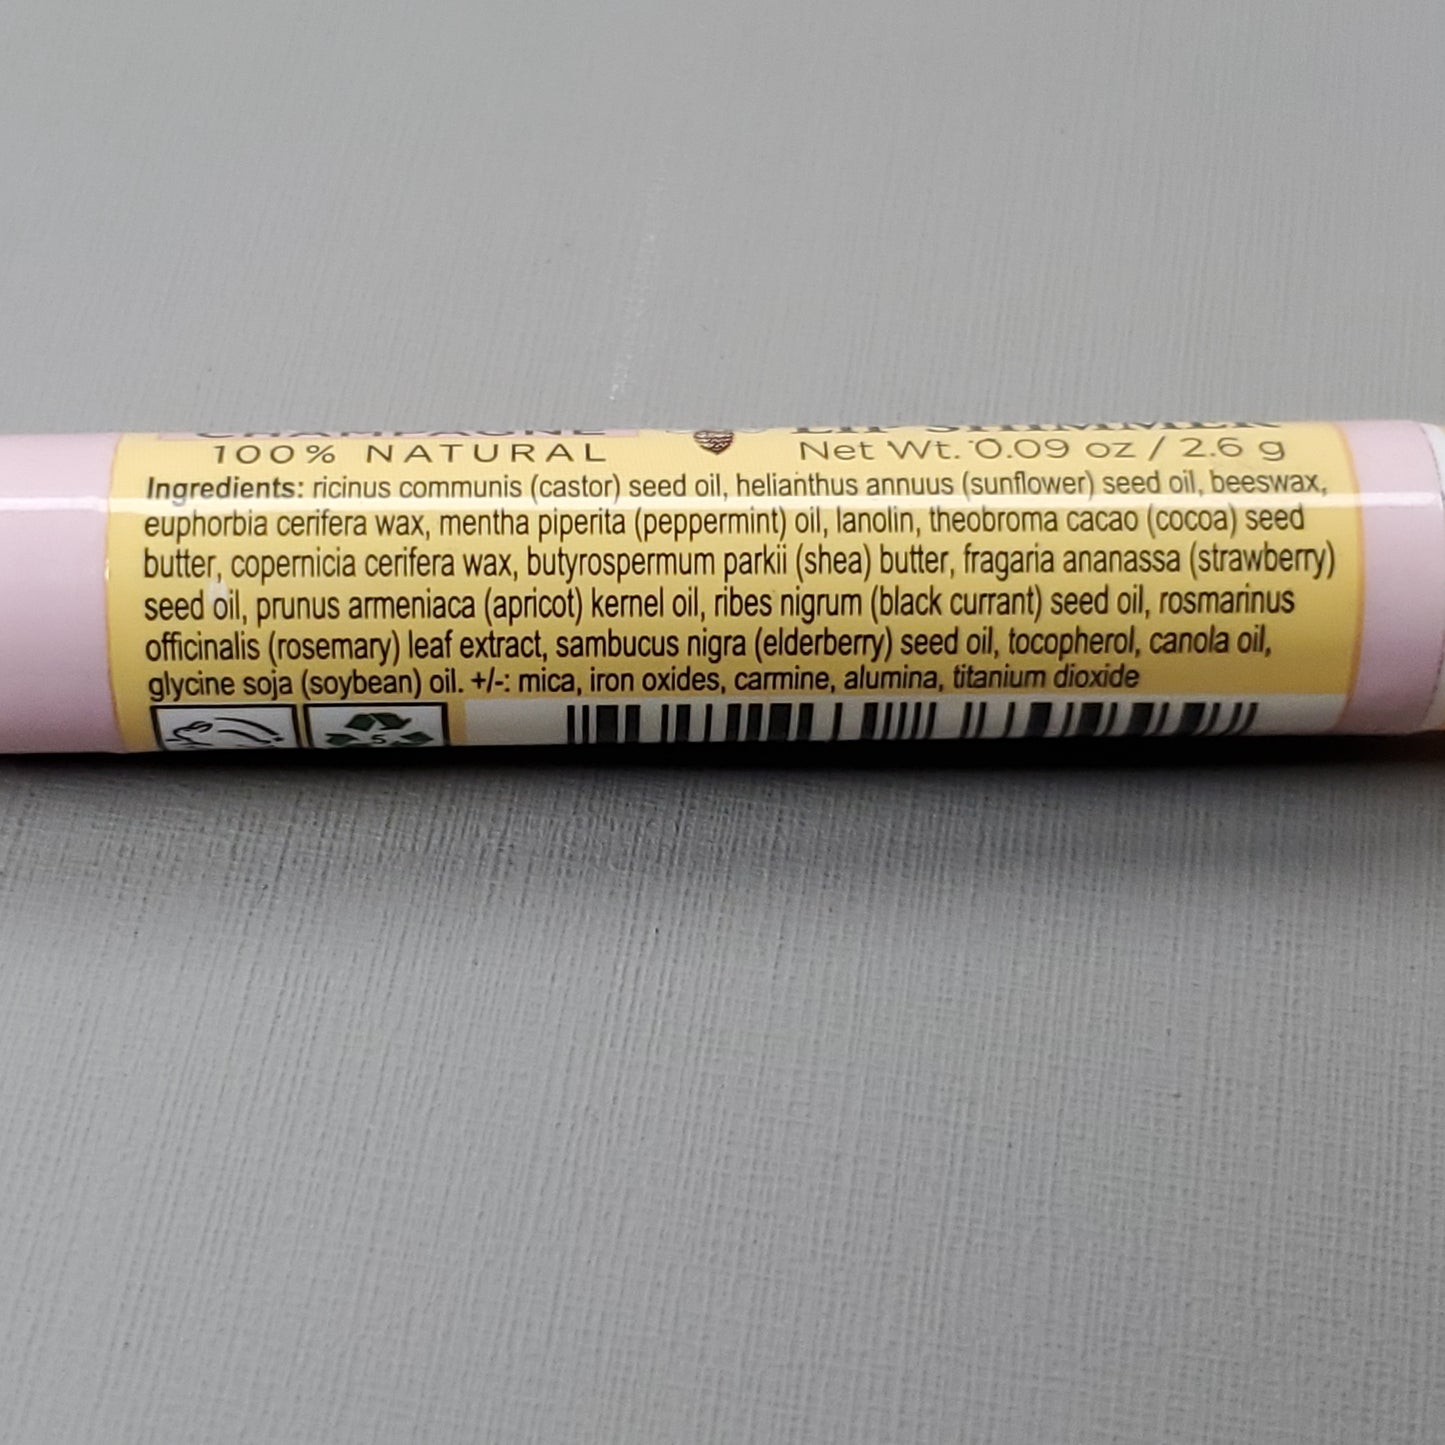 CHAMPAGNE LIP SHIMMER
100% NATURAL Net Wt. 0.09 oz / 2.6 g
Ingredients: ricinus communis (castor) seed oil, helianthus annuus (sunflower) seed oil, beeswax,
euphorbia cerifera wax, mentha piperita (peppermint) oil, lanolin, theobroma cacao (cocoa) seed
butter, copernicia cerifera wax, butyrospermum parkii (shea) butter, fragaria ananassa (strawberry)
seed oil, prunus armeniaca (apricot) kernel oil, ribes nigrum (black currant) seed oil, rosmarinus
officinalis (rosemary) leaf extract, sambucus nigra (elderberry) seed oil, tocopherol, canola oil,
glycine soja (soybean) oil. +/-: mica, iron oxides, carmine, alumina, titanium dioxide
5